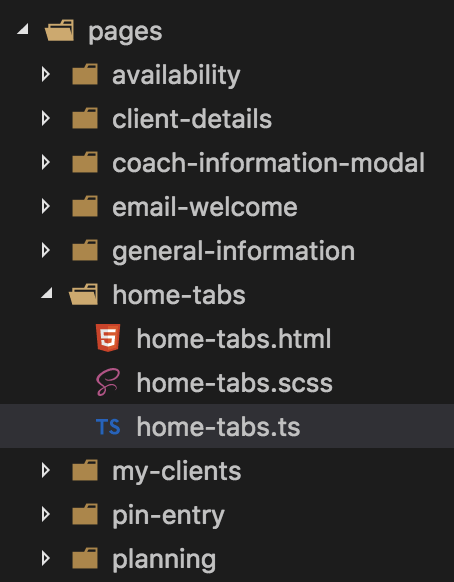 pages
availability
client-details
coach-information-modal
email-welcome
general-information
home-tabs
5 home-tabs.html
home-tabs.scss
TS home-tabs.ts
my-clients
pin-entry
planning